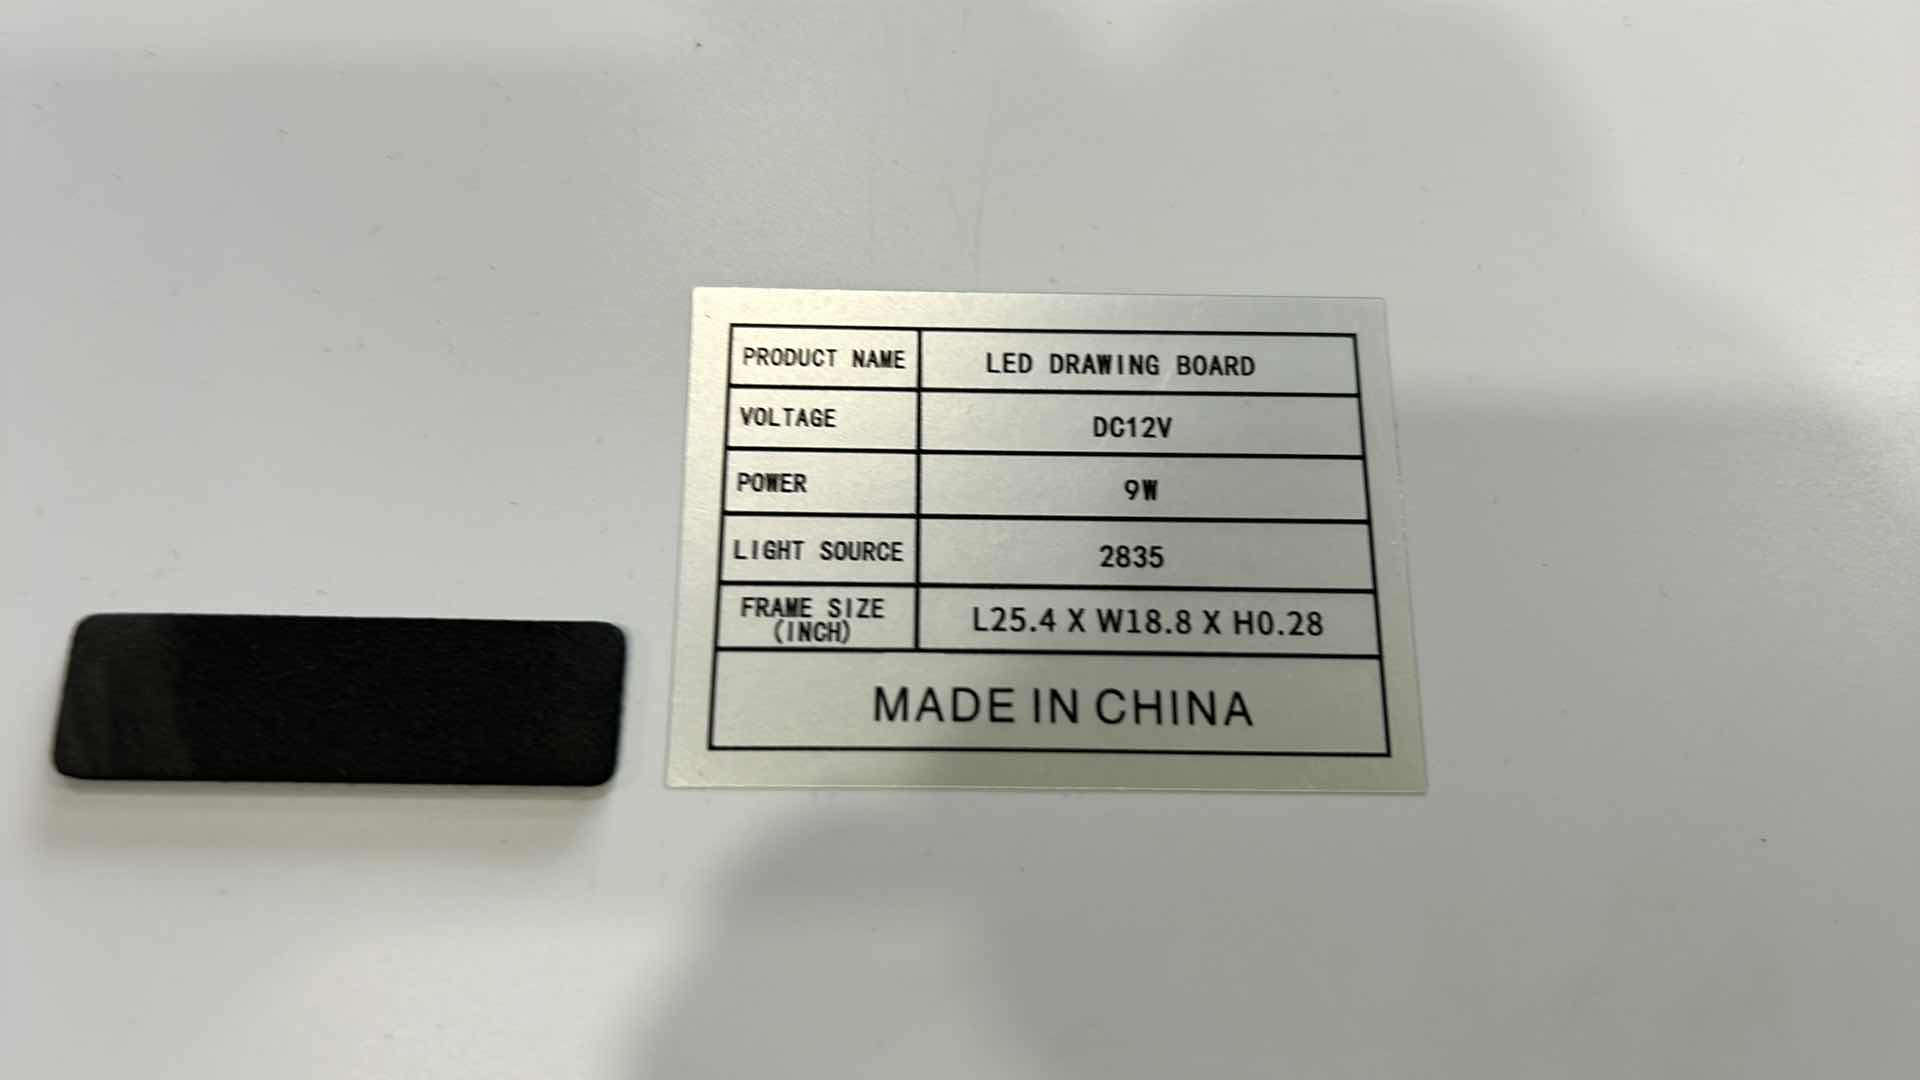 PRODUCT NAME LED DRAWING BOARD
VOLTAGE DC12V
POWER 9W
LIGHT SOURCE 2835
FRAME SIZE (INCH) L25.4 X W18.8 X H0.28
MADE IN CHINA